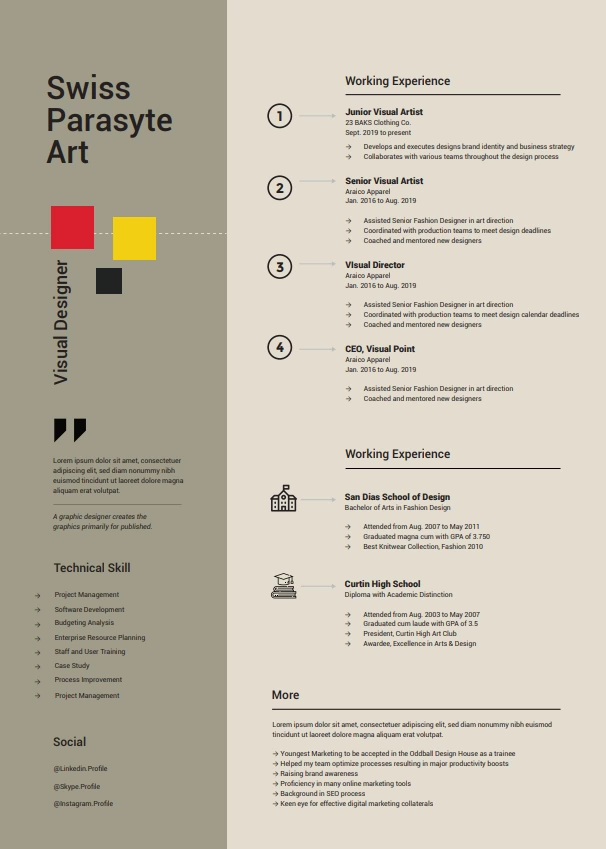 Swiss
Parasyte
Art
Visual Designer
Lorem ipsum dolor sit amet, consectetuer
adipiscing elit, sed diam nonummy nibh
euismod tincidunt ut laoreet dolore magna
aliquam erat volutpat.
A graphic designer creates the
graphics primarily for published.
Technical Skill
→ Project Management
→ Software Development
→ Budgeting Analysis
→ Enterprise Resource Planning
→ Staff and User Training
→ Case Study
→ Process Improvement
→ Project Management
Social
@Linkedin.Profile
@Skype.Profile
@Instagram.Profile
Working Experience
1
Junior Visual Artist
23 BAKS Clothing Co.
Sept. 2019 to present
→ Develops and executes designs brand identity and business strategy
→ Collaborates with various teams throughout the design process
2
Senior Visual Artist
Araico Apparel
Jan. 2016 to Aug. 2019
→ Assisted Senior Fashion Designer in art direction
→ Coordinated with production teams to meet design deadlines
→ Coached and mentored new designers
3
VIsual Director
Araico Apparel
Jan. 2016 to Aug. 2019
→ Assisted Senior Fashion Designer in art direction
→ Coordinated with production teams to meet design calendar deadlines
→ Coached and mentored new designers
4
CEO, Visual Point
Araico Apparel
Jan. 2016 to Aug. 2019
→ Assisted Senior Fashion Designer in art direction
→ Coached and mentored new designers
Working Experience
San Dias School of Design
Bachelor of Arts in Fashion Design
→ Attended from Aug. 2007 to May 2011
→ Graduated magna cum with GPA of 3.750
→ Best Knitwear Collection, Fashion 2010
Curtin High School
Diploma with Academic Distinction
→ Attended from Aug. 2003 to May 2007
→ Graduated cum laude with GPA of 3.5
→ President, Curtin High Art Club
→ Awardee, Excellence in Arts & Design
More
Lorem ipsum dolor sit amet, consectetuer adipiscing elit, sed diam nonummy nibh euismod
tincidunt ut laoreet dolore magna aliquam erat volutpat.
→ Youngest Marketing to be accepted in the Oddball Design House as a trainee
→ Helped my team optimize processes resulting in major productivity boosts
→ Raising brand awareness
→ Proficiency in many online marketing tools
→ Background in SEO process
→ Keen eye for effective digital marketing collaterals